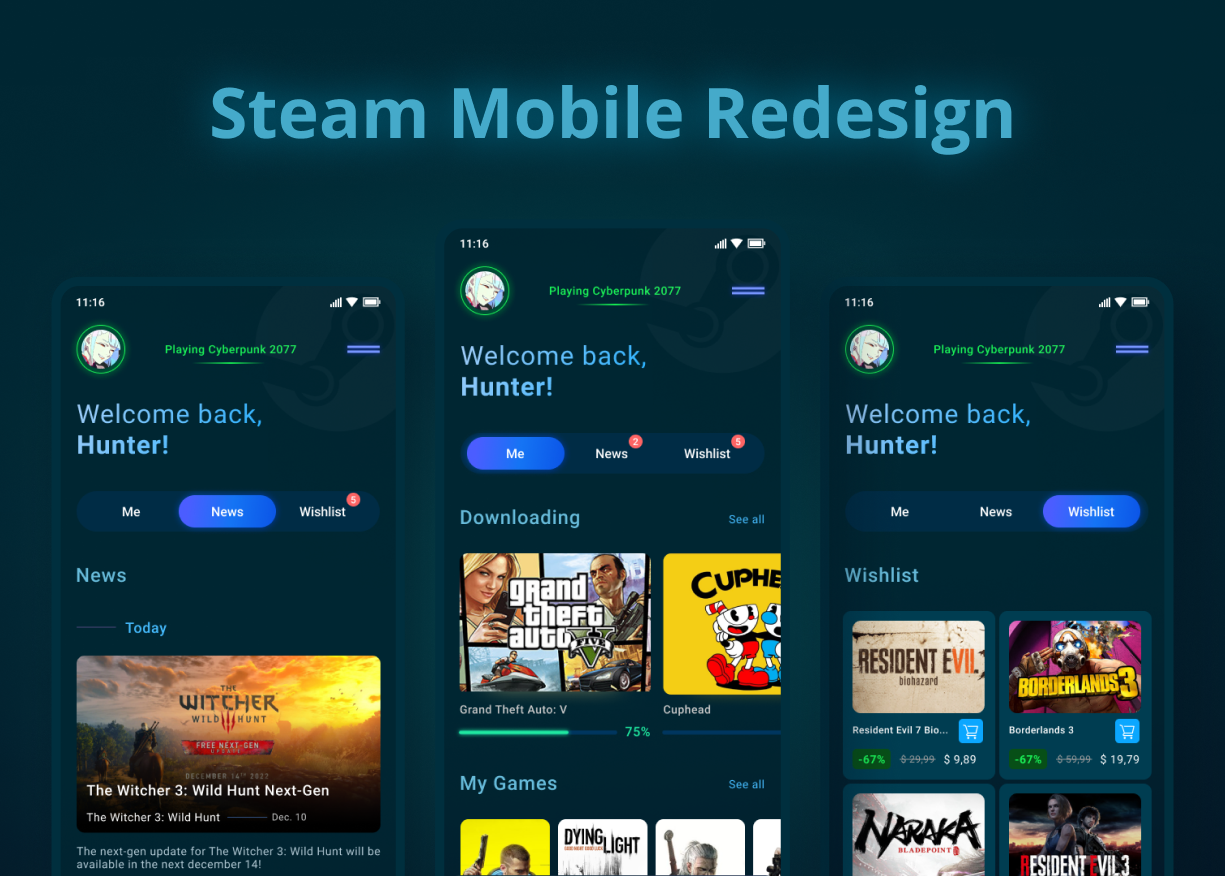 Steam Mobile Redesign
11:16
Playing Cyberpunk 2077
Welcome back,
Hunter!
Me
News
Wishlist
5
News
Today
THE
WITCHER
WILD HUNT
FREE NEXT-GEN
UPDATE
DECEMBER 14TH 2022
The Witcher 3: Wild Hunt Next-Gen
The Witcher 3: Wild Hunt
Dec. 10
The next-gen update for The Witcher 3: Wild Hunt will be
available in the next december 14!
11:16
Playing Cyberpunk 2077
Welcome back,
Hunter!
Me
News
2
Wishlist
5
Downloading
See all
grand
theft
auto
FIVE
CUPHE
Grand Theft Auto: V
Cuphead
75%
My Games
See all
DYING
LIGHT
11:16
Playing Cyberpunk 2077
Welcome back,
Hunter!
Me
News
Wishlist
Wishlist
RESIDENT EVIL
biohazard
BORDERLANDS 3
Resident Evil 7 Bio...
Borderlands 3
-67%
$ 29,99
$ 9,89
-67%
$ 59,99
$ 19,79
NARAKA
BLADEPOINT
RESIDENT EVIL 3